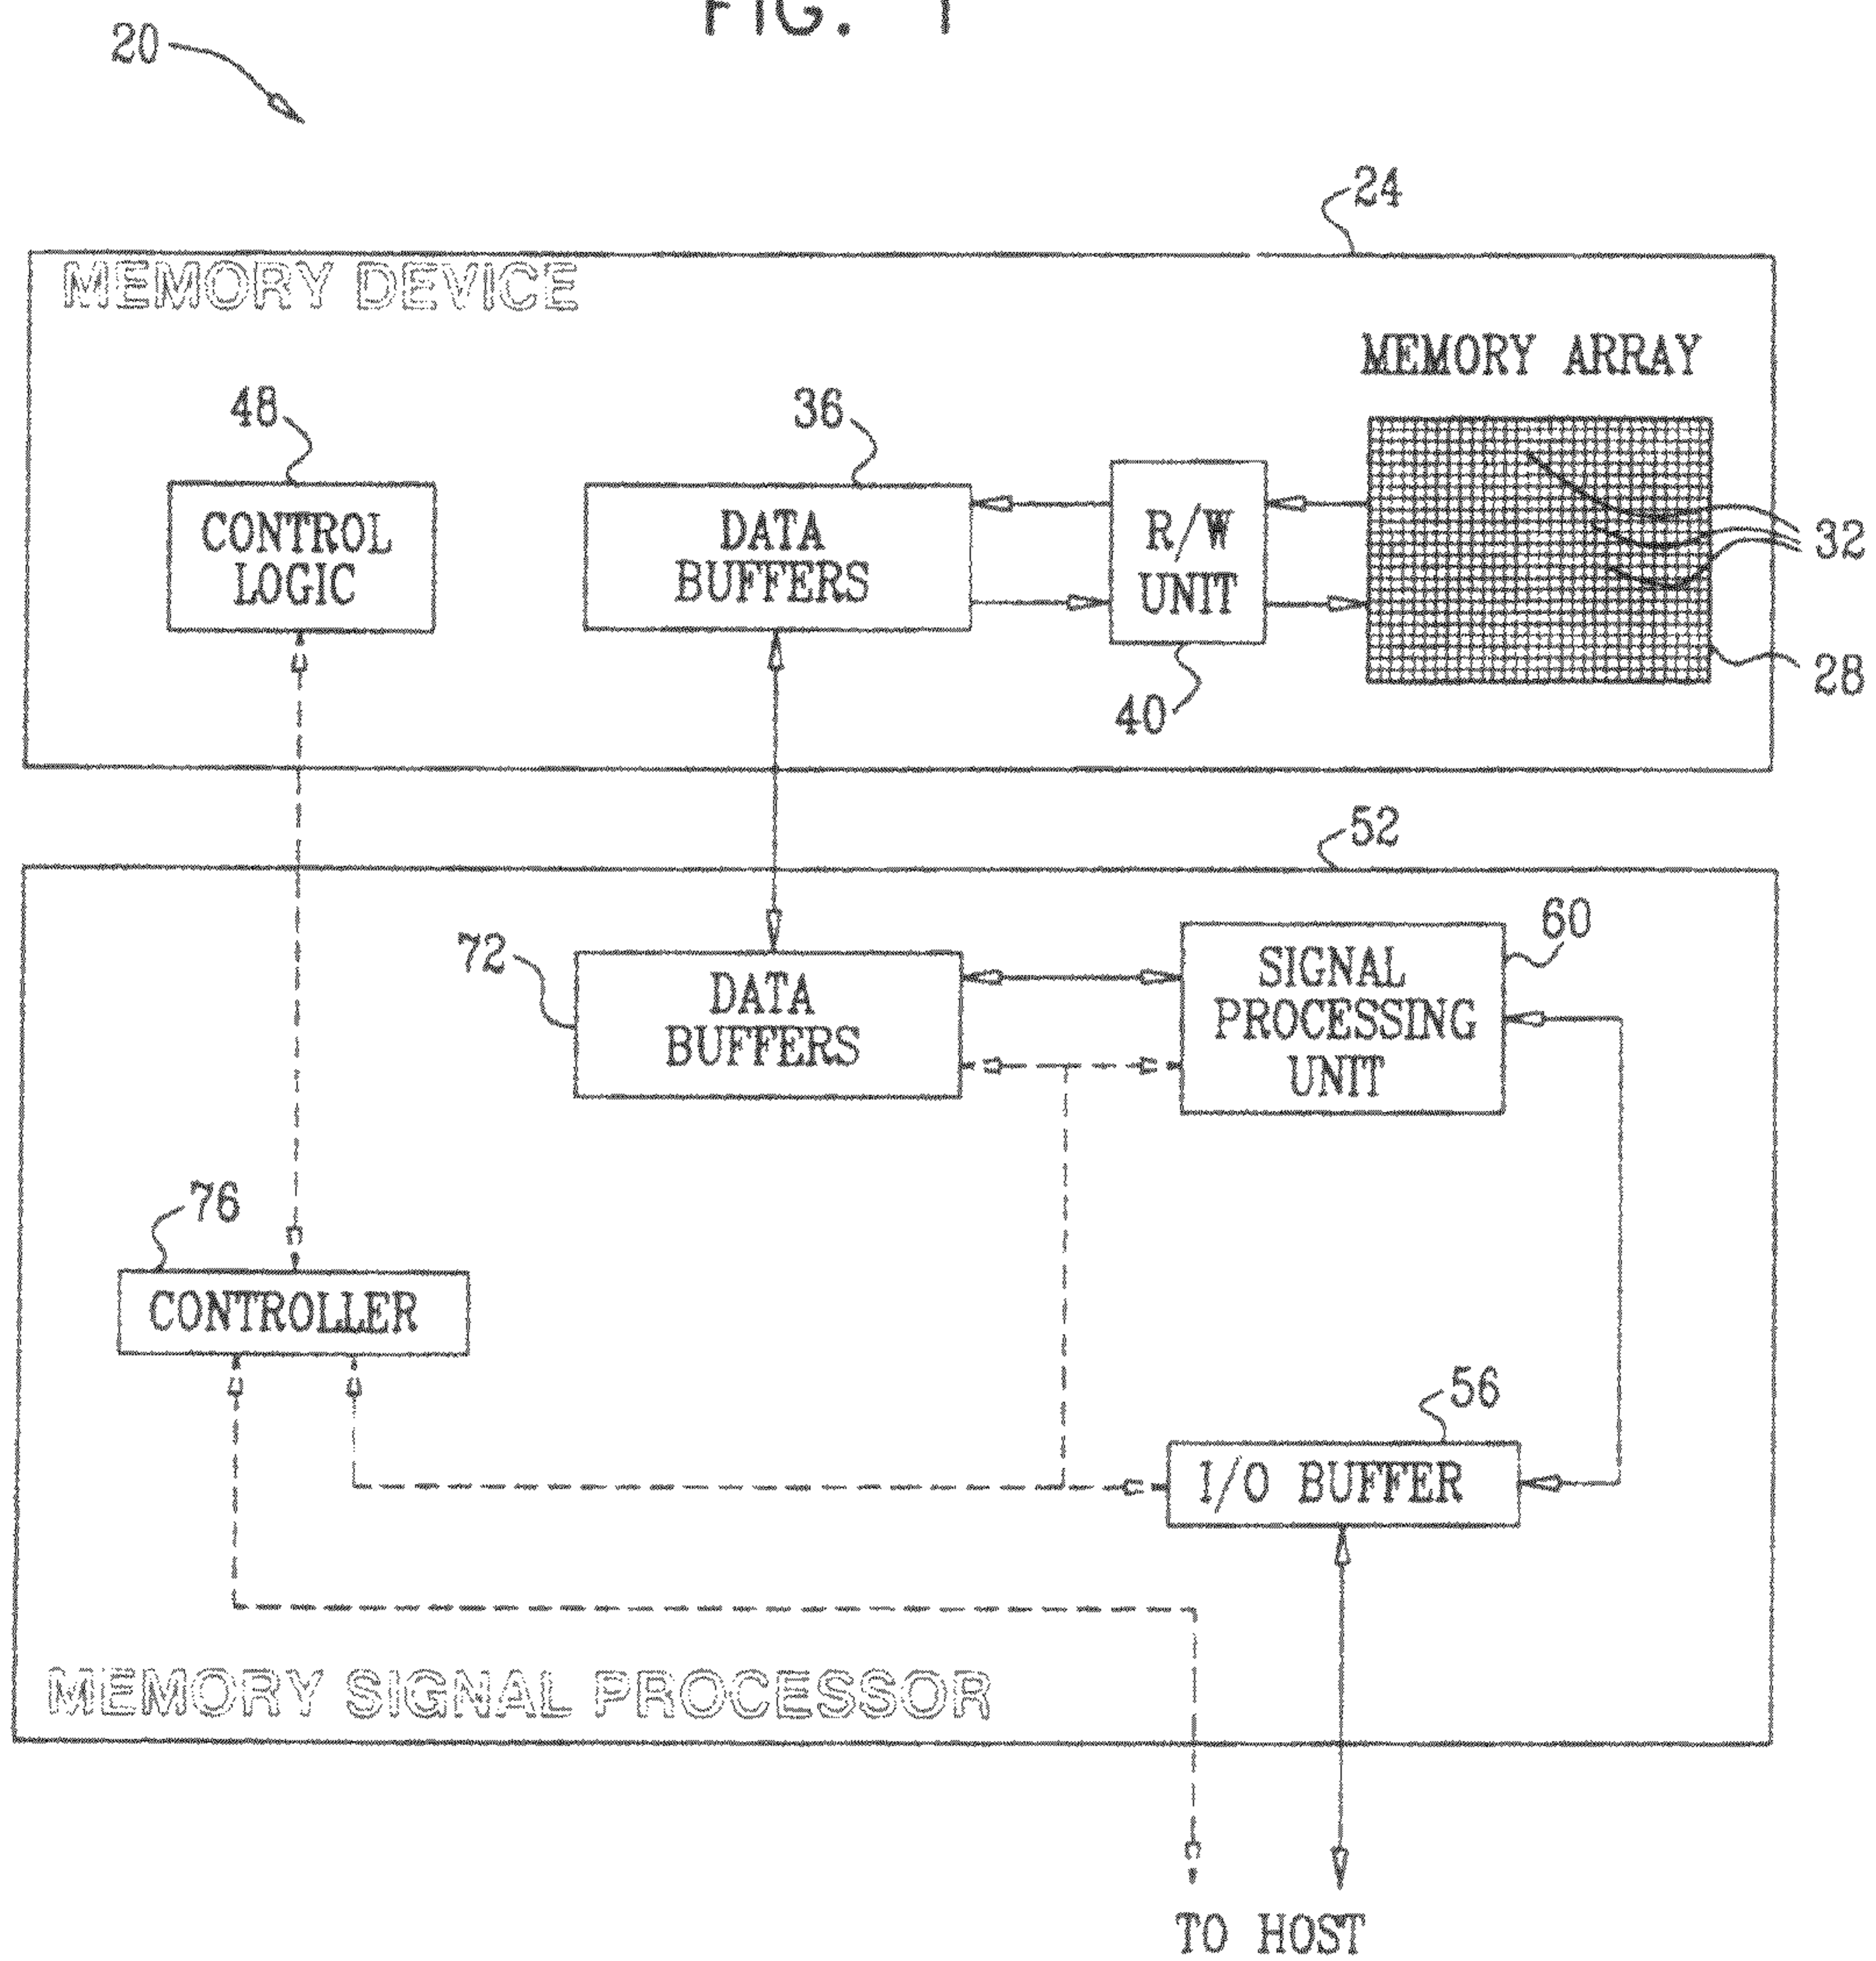 FIG. 1
20
24
MEMORY DEVICE
MEMORY ARRAY
48
36
CONTROL
LOGIC
DATA
BUFFERS
R/W
UNIT
32
28
40
52
60
72
DATA
BUFFERS
SIGNAL
PROCESSING
UNIT
76
CONTROLLER
56
I/O BUFFER
MEMORY SIGNAL PROCESSOR
TO HOST